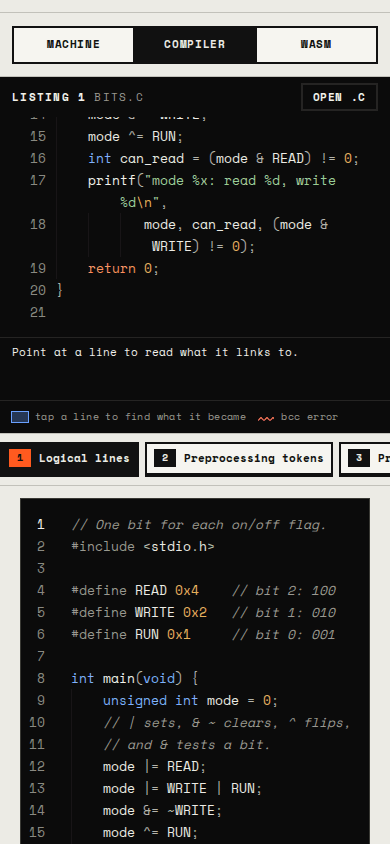 MACHINE COMPILER WASM
LISTING 1 BITS.C OPEN .C
14 mode &= ~WRITE;
15 mode ^= RUN;
16 int can_read = (mode & READ) != 0;
17 printf("mode %x: read %d, write
%d\n",
18 mode, can_read, (mode &
WRITE) != 0);
19 return 0;
20 }
21
Point at a line to read what it links to.
tap a line to find what it became bcc error
1 Logical lines 2 Preprocessing tokens 3 Pr
1 // One bit for each on/off flag.
2 #include <stdio.h>
3
4 #define READ 0x4 // bit 2: 100
5 #define WRITE 0x2 // bit 1: 010
6 #define RUN 0x1 // bit 0: 001
7
8 int main(void) {
9 unsigned int mode = 0;
10 // | sets, & ~ clears, ^ flips,
11 // and & tests a bit.
12 mode |= READ;
13 mode |= WRITE | RUN;
14 mode &= ~WRITE;
15 mode ^= RUN;